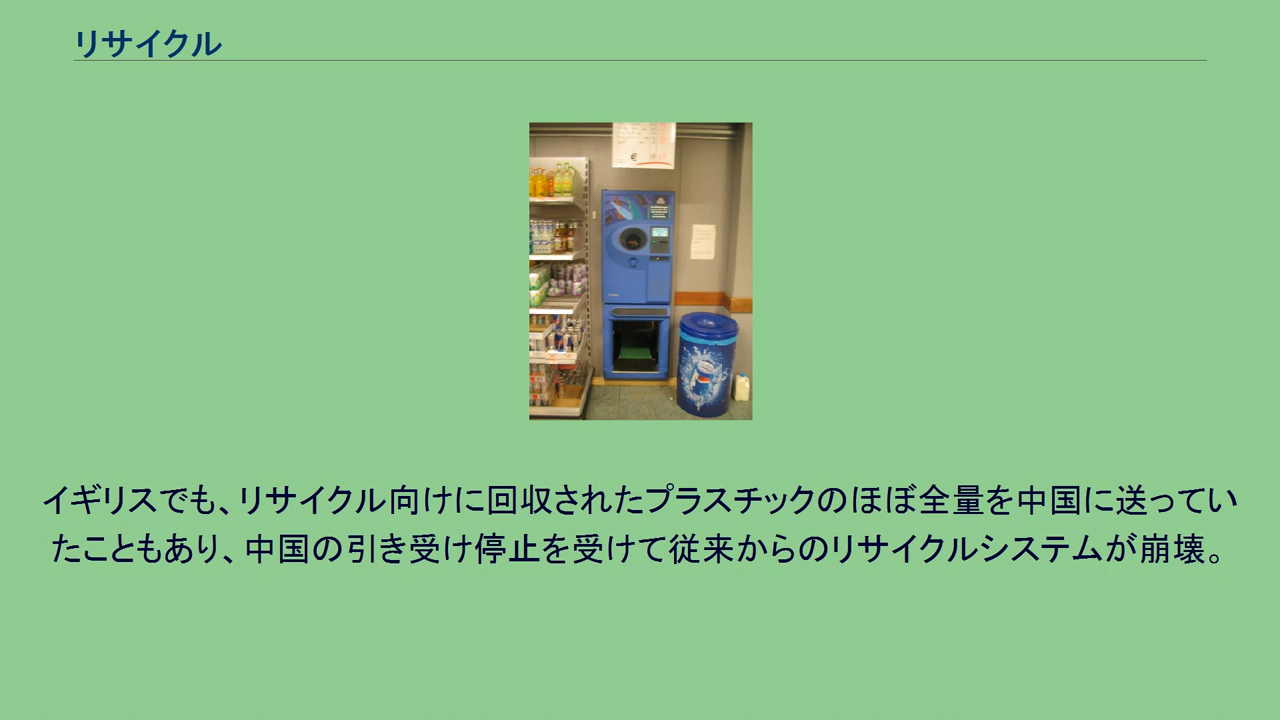 リサイクル
€
イギリスでも、リサイクル向けに回収されたプラスチックのほぼ全量を中国に送ってい
たこともあり、中国の引き受け停止を受けて従来からのリサイクルシステムが崩壊。